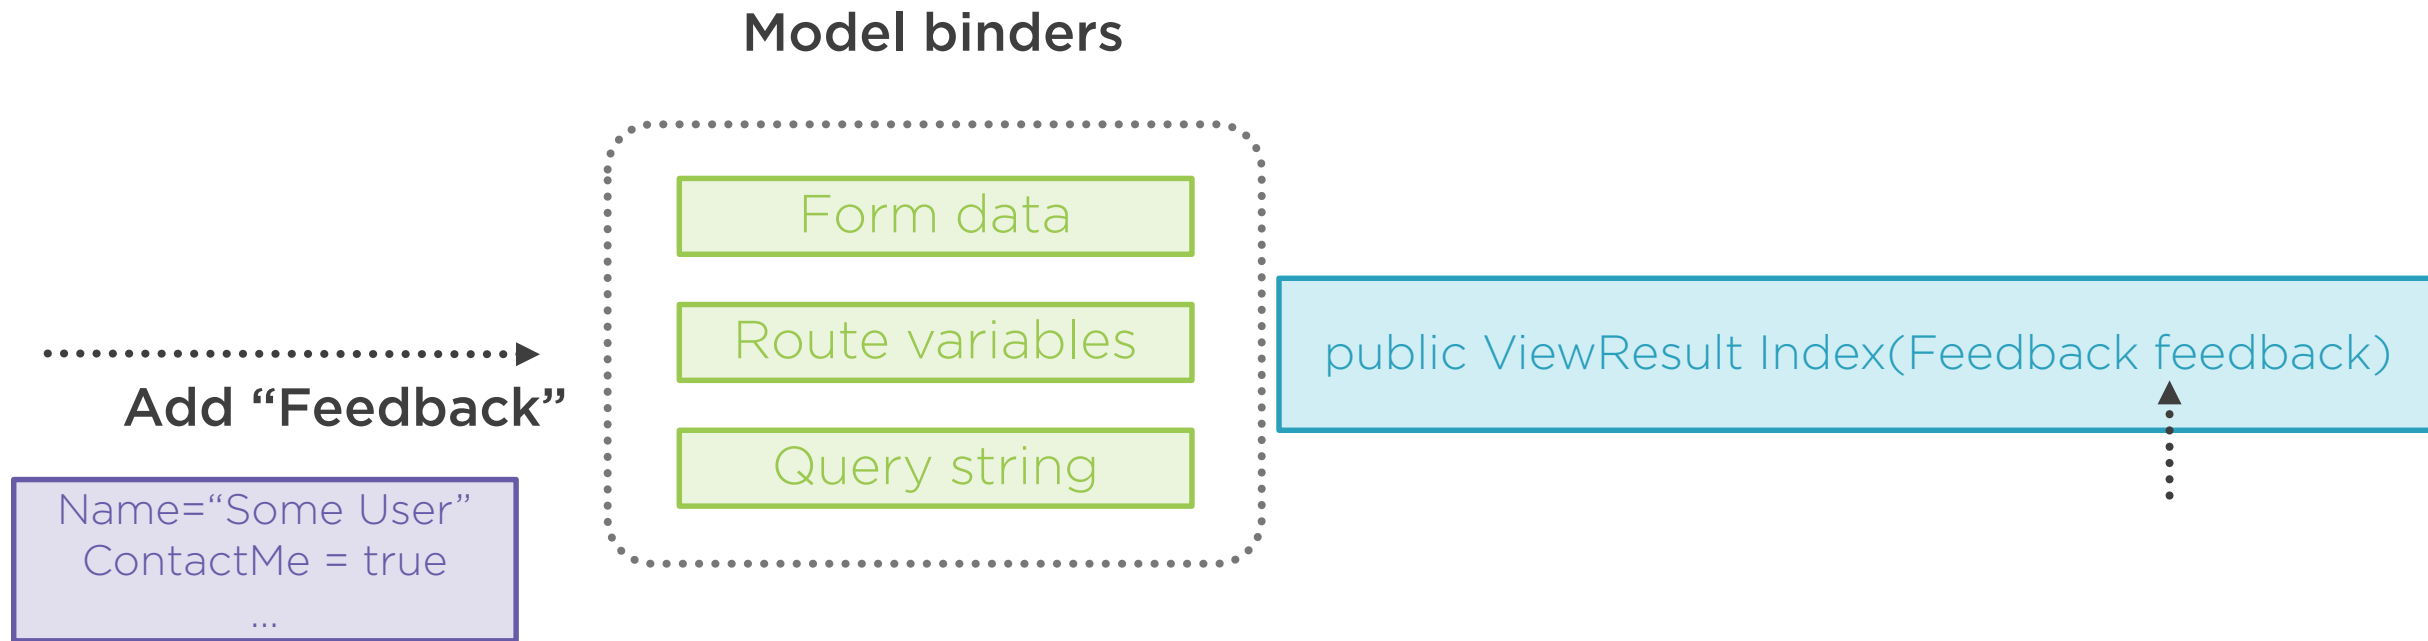 Model binders
Form data
Route variables
Query string
Add “Feedback”
Name=“Some User”
ContactMe = true
...
public ViewResult Index(Feedback feedback)